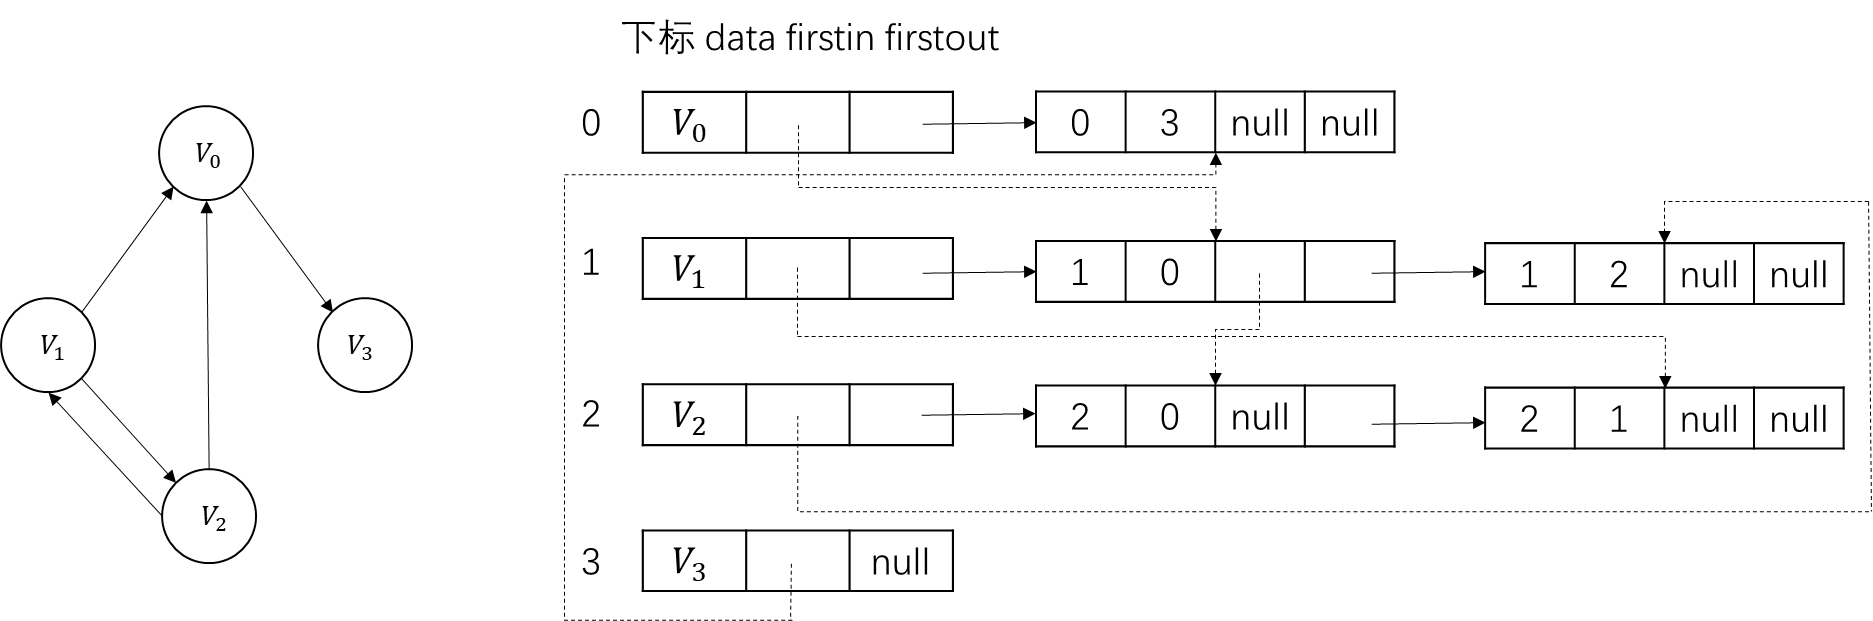 下标 data firstin firstout
V₀
V₁
V₃
V₂
0 V₀ 0 3 null null
1 V₁ 1 0 1 2 null null
2 V₂ 2 0 null 2 1 null null
3 V₃ null